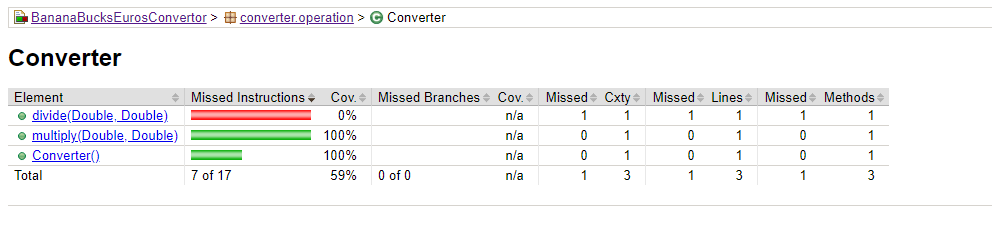 BananaBucksEurosConvertor > converter.operation > Converter
Converter
Element Missed Instructions Cov. Missed Branches Cov. Missed Cxty Missed Lines Missed Methods
divide(Double, Double) 0% n/a 1 1 1 1 1 1
multiply(Double, Double) 100% n/a 0 1 0 1 0 1
Converter() 100% n/a 0 1 0 1 0 1
Total 7 of 17 59% 0 of 0 n/a 1 3 1 3 1 3